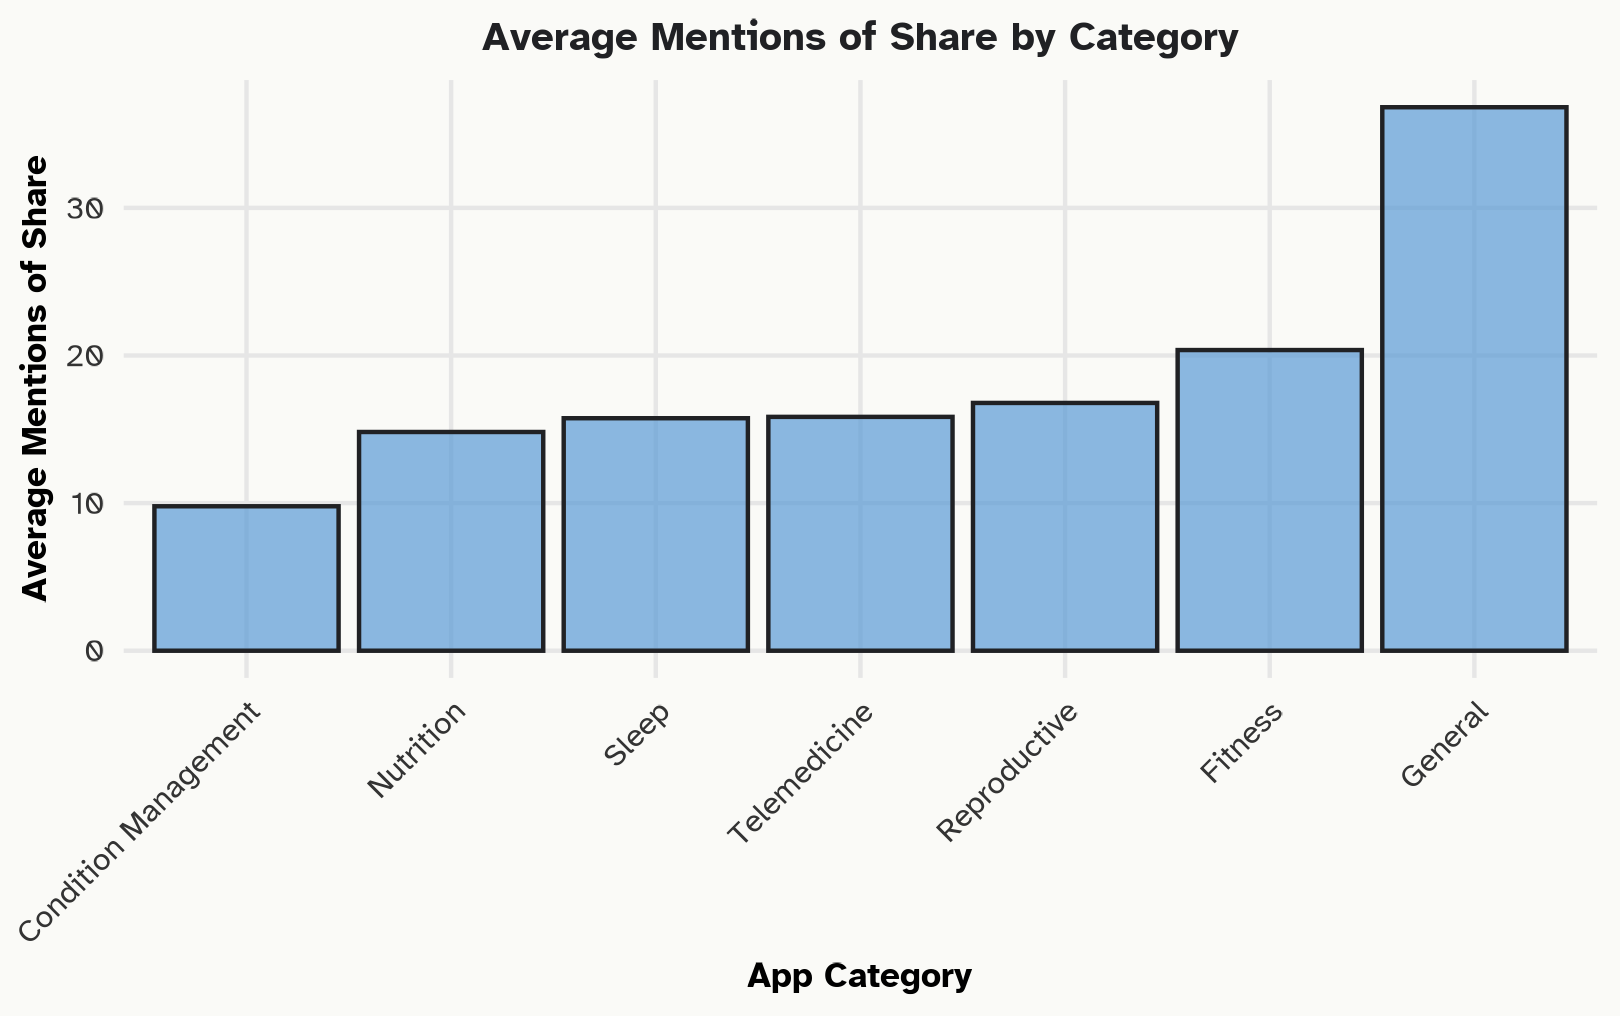 Average Mentions of Share by Category
Average Mentions of Share
30
20
10
0
Condition Management
Nutrition
Sleep
Telemedicine
Reproductive
Fitness
General
App Category